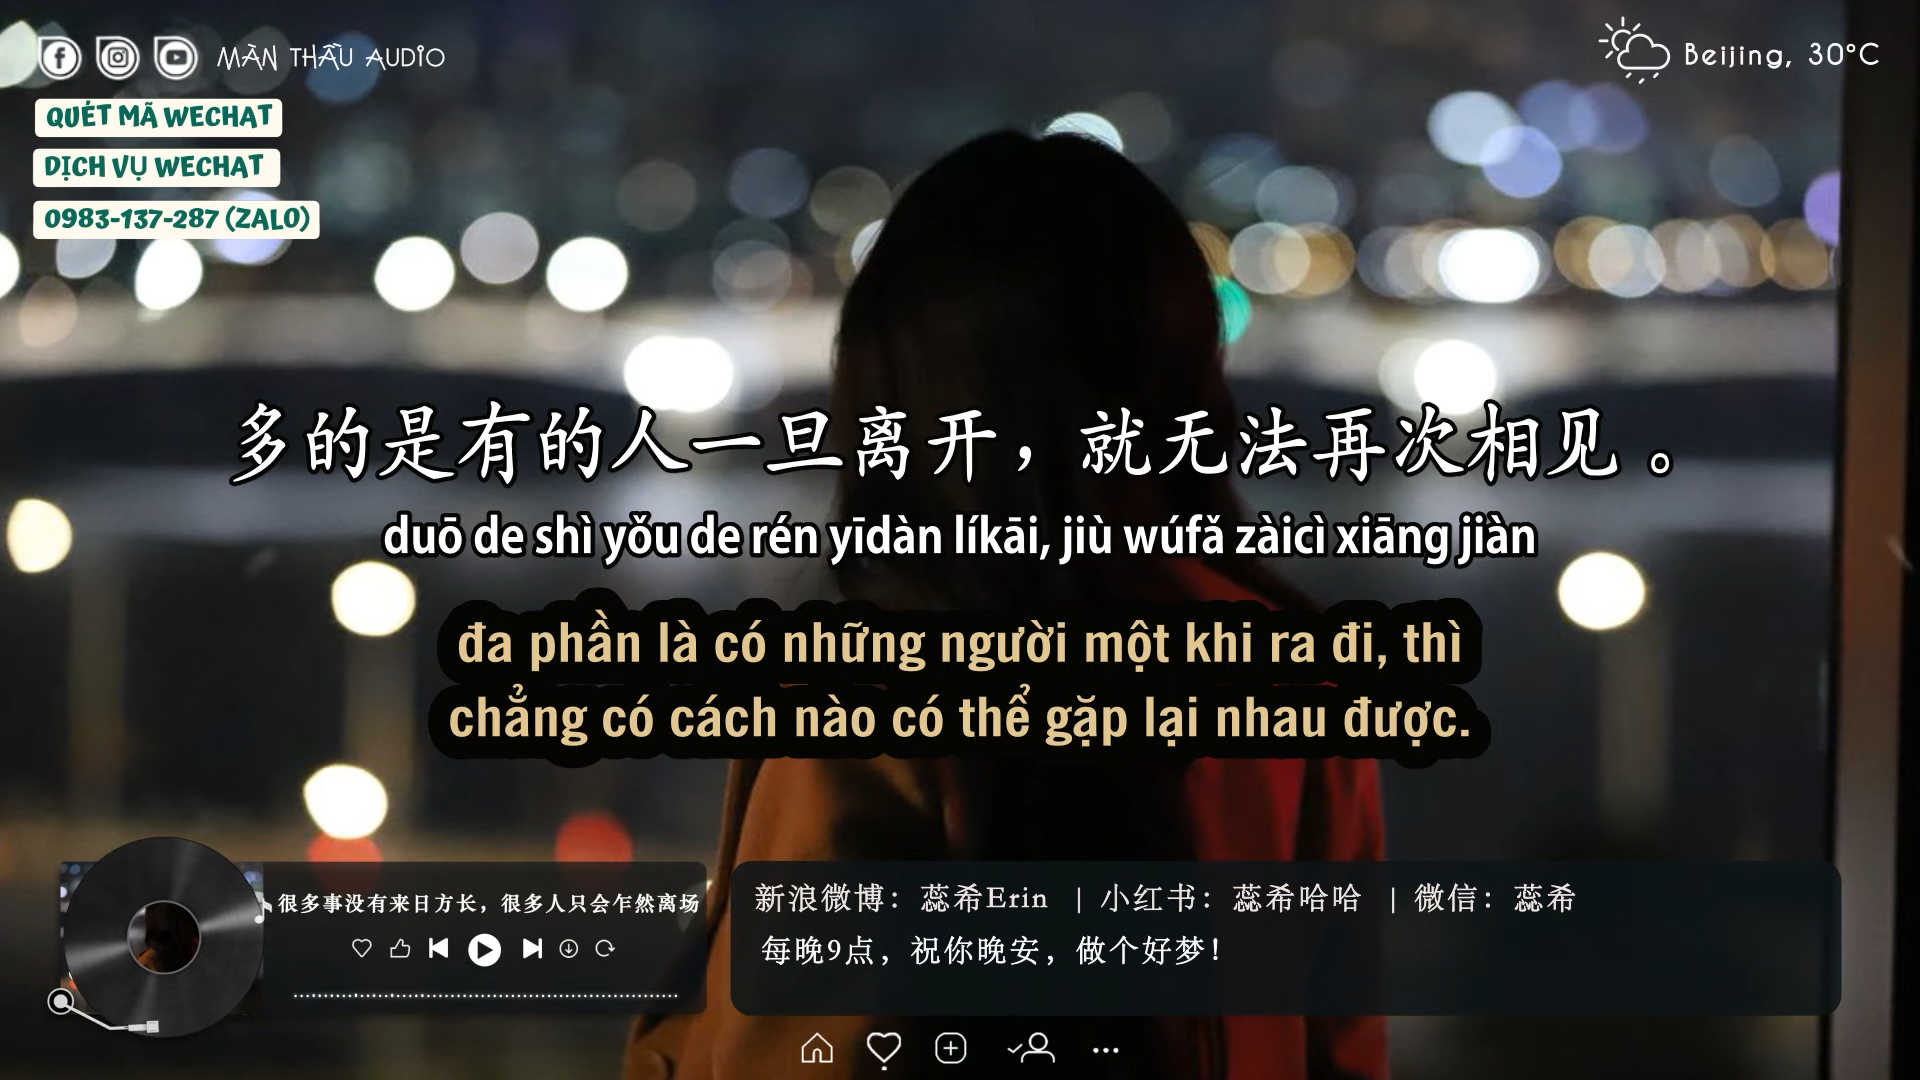 MÀN THẦU AUDIO
Beijing, 30°C
QUÉT MÃ WECHAT
DỊCH VỤ WECHAT
0983-137-287 (ZALO)
多的是有的人一旦离开，就无法再次相见。
duō de shì yǒu de rén yīdàn líkāi, jiù wúfǎ zàicì xiāng jiàn
đa phần là có những người một khi ra đi, thì
chẳng có cách nào có thể gặp lại nhau được.
很多事没有来日方长，很多人只会乍然离场
新浪微博：蕊希Erin | 小红书：蕊希哈哈 | 微信：蕊希
每晚9点，祝你晚安，做个好梦！